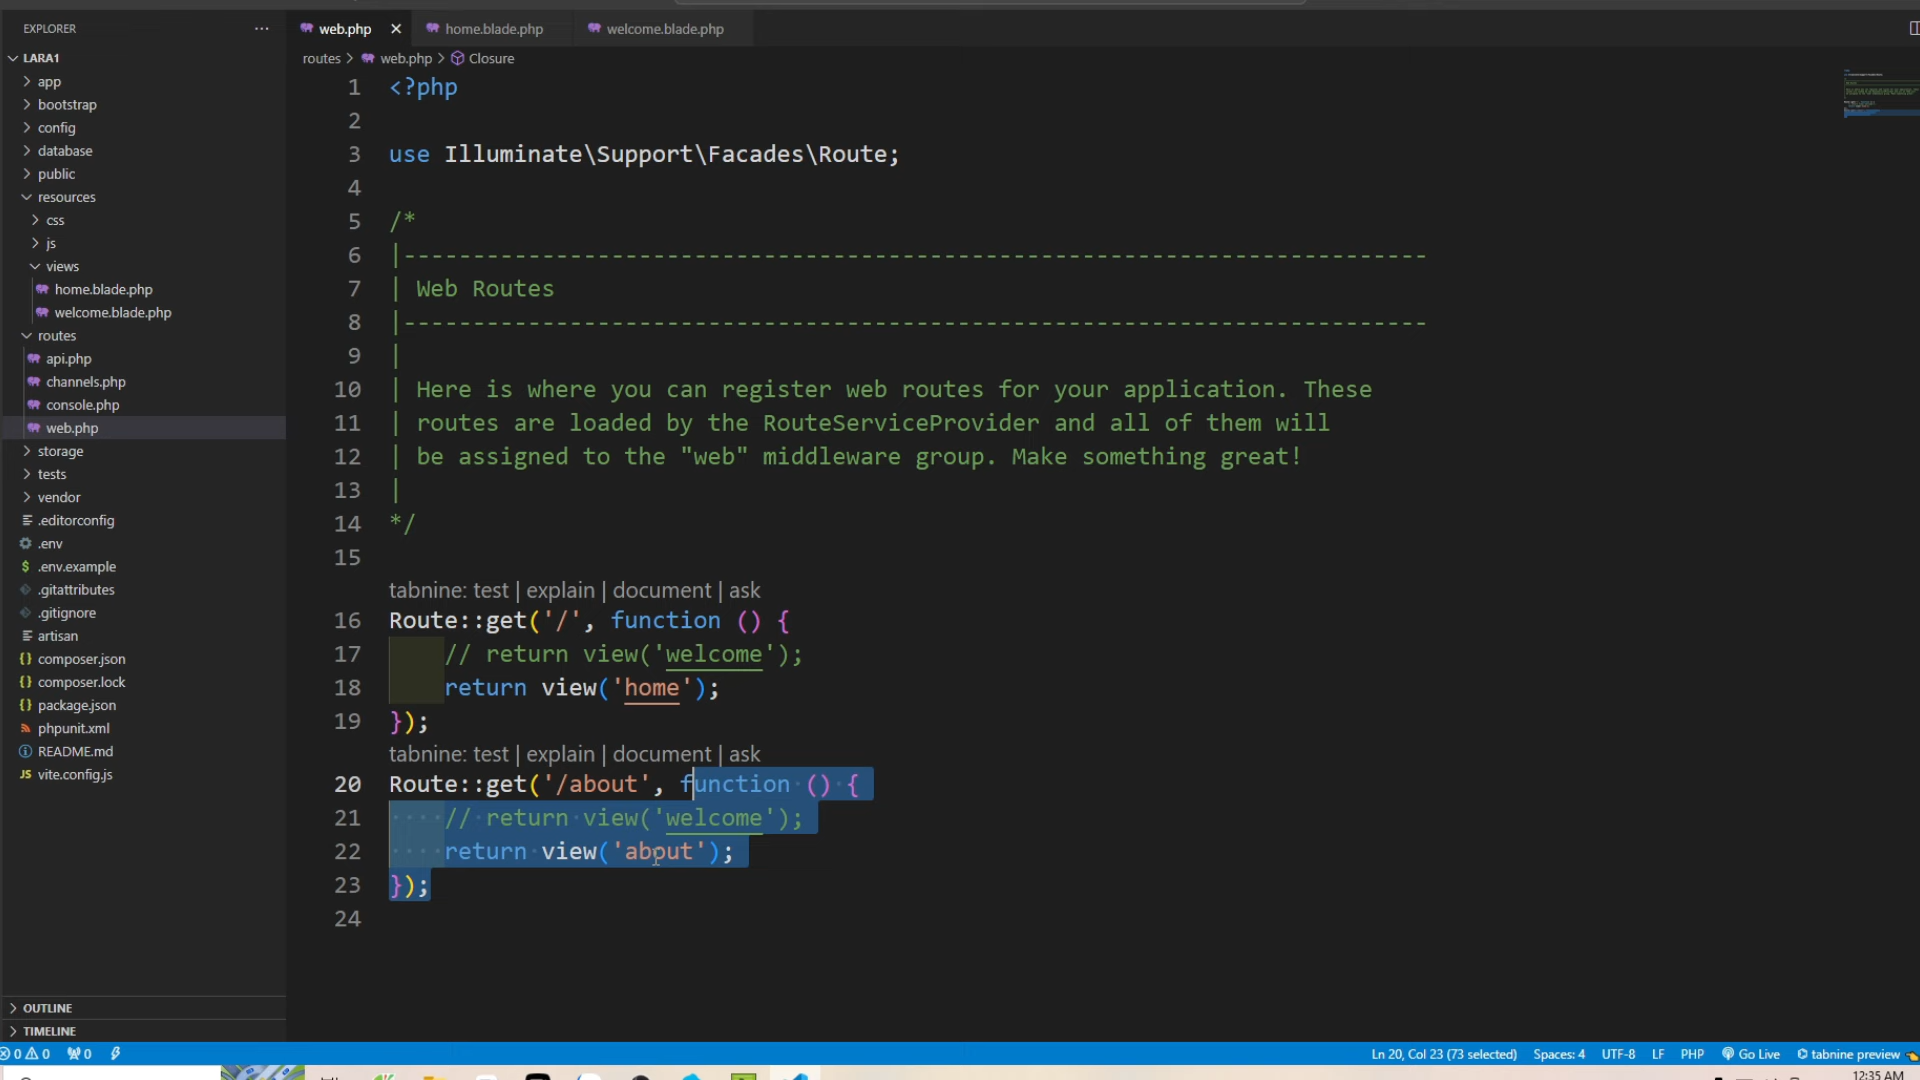 EXPLORER
···
LARA1
app
bootstrap
config
database
public
resources
css
js
views
home.blade.php
welcome.blade.php
routes
api.php
channels.php
console.php
web.php
storage
tests
vendor
.editorconfig
.env
.env.example
.gitattributes
.gitignore
artisan
composer.json
composer.lock
package.json
phpunit.xml
README.md
JS vite.config.js
OUTLINE
TIMELINE
web.php
home.blade.php
welcome.blade.php
routes > web.php > Closure
1 <?php
2
3 use Illuminate\Support\Facades\Route;
4
5 /*
6 |--------------------------------------------------------------------------
7 | Web Routes
8 |--------------------------------------------------------------------------
9 |
10 | Here is where you can register web routes for your application. These
11 | routes are loaded by the RouteServiceProvider and all of them will
12 | be assigned to the "web" middleware group. Make something great!
13 |
14 */
15
tabnine: test | explain | document | ask
16 Route::get('/', function () {
17 // return view('welcome');
18 return view('home');
19 });
tabnine: test | explain | document | ask
20 Route::get('/about', function () {
21 // return view('welcome');
22 return view('about');
23 });
24
0 0 0
Ln 20, Col 23 (73 selected) Spaces: 4 UTF-8 LF PHP Go Live tabnine preview
12:35 AM